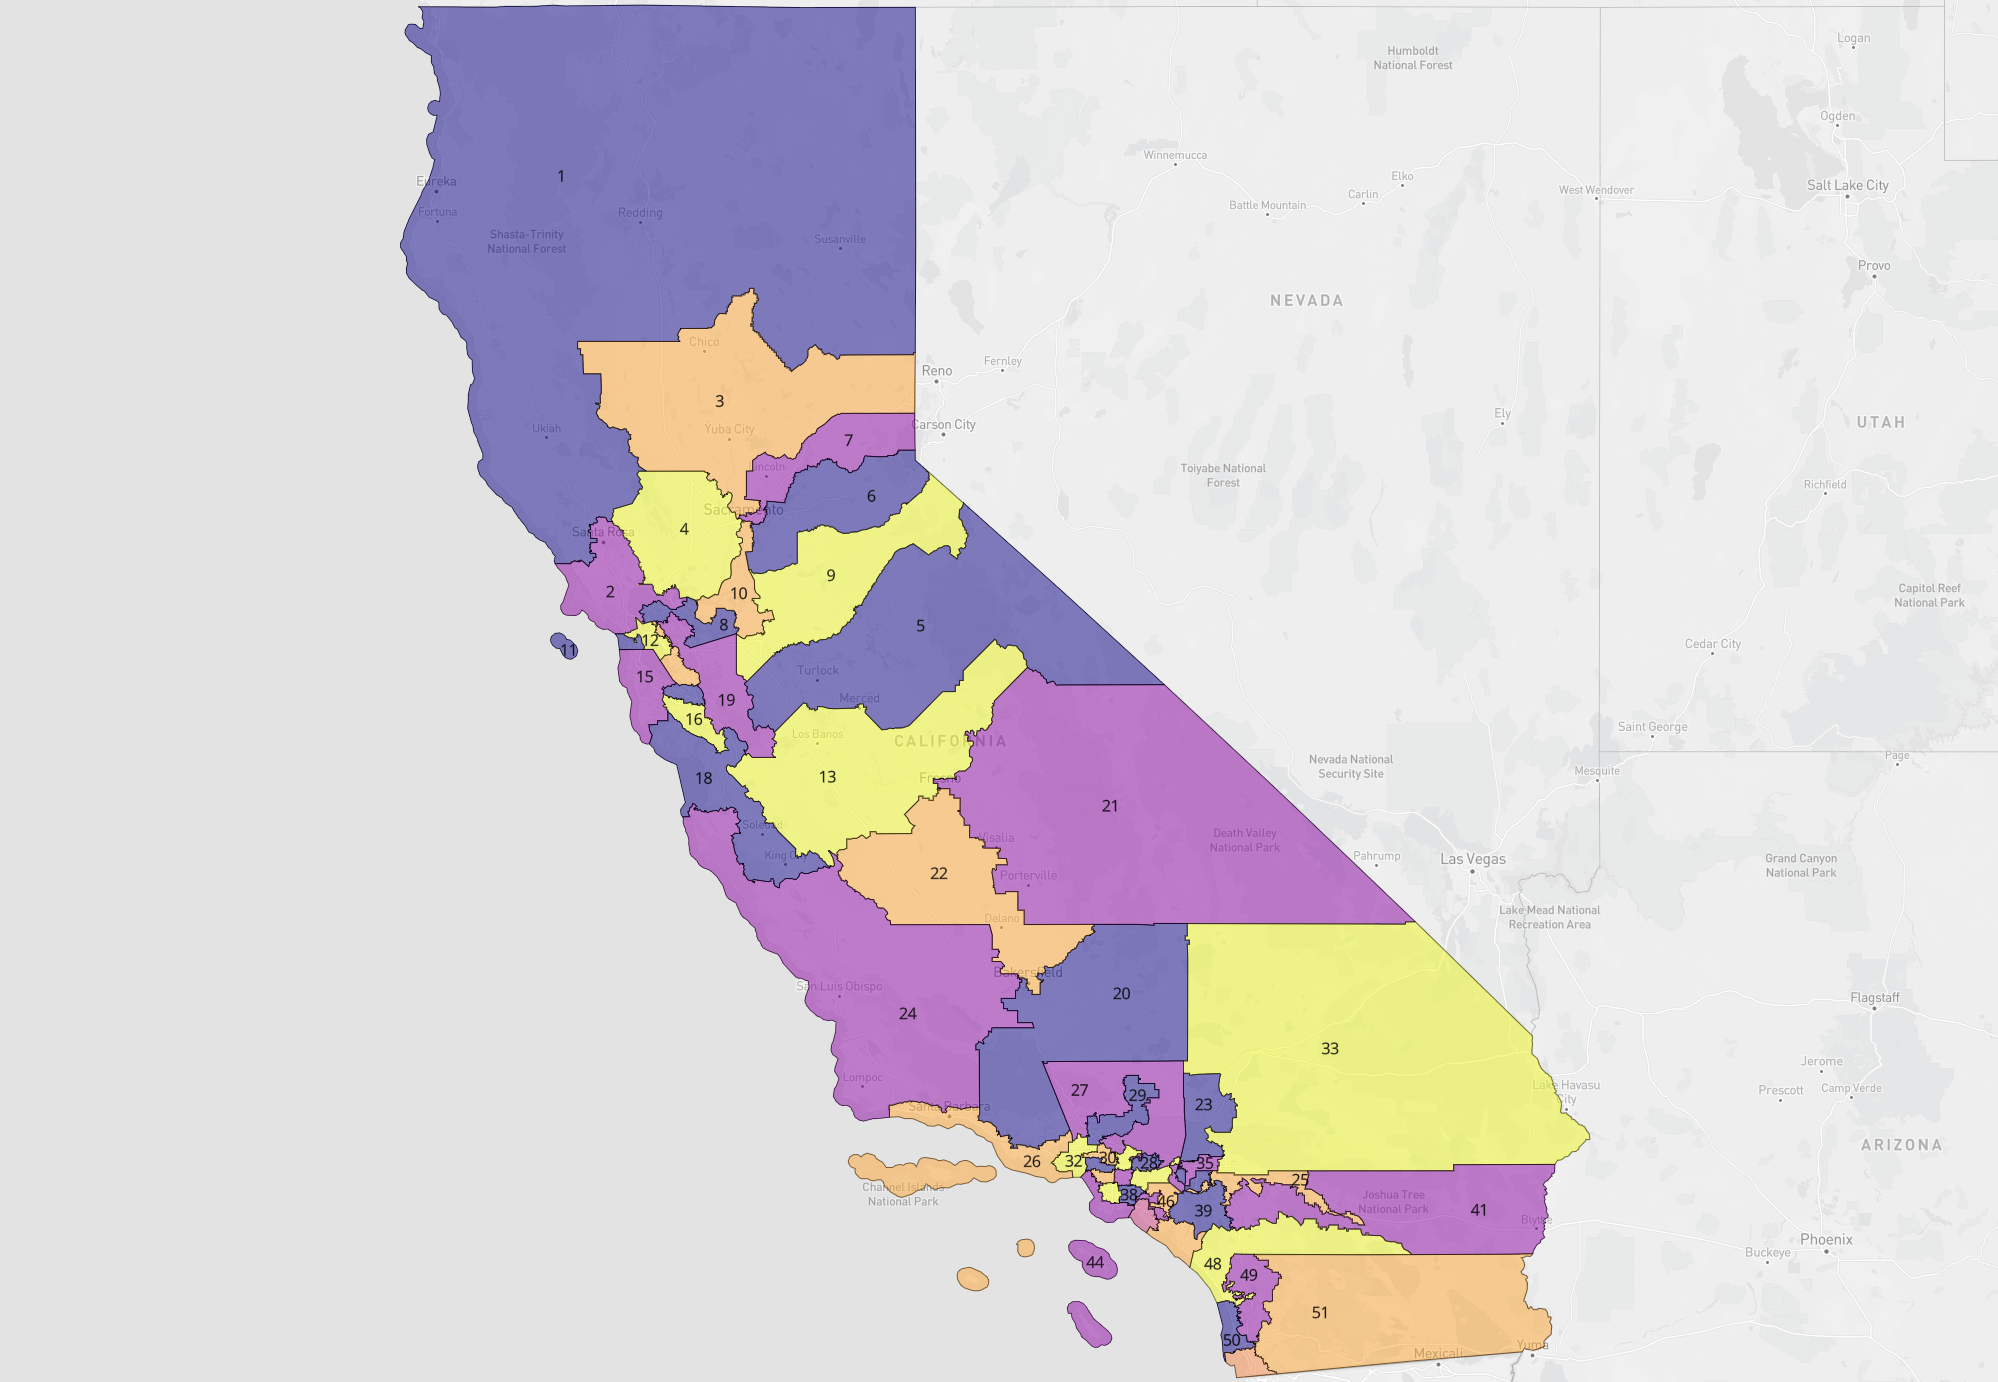 Humboldt
National Forest
Logan
Ogden
Winnemucca
Elko
Salt Lake City
West Wendover
Carlin
Battle Mountain
1
Eureka
Fortuna
Redding
Shasta-Trinity
National Forest
Susanville
Provo
NEVADA
Chico
Reno
Fernley
3
Yuba City
Ukiah
7
Carson City
Ely
UTAH
Lincoln
Toiyabe National
Forest
6
Richfield
Sacramento
Santa Rosa
4
9
2
10
Capitol Reef
National Park
8
5
12
11
Cedar City
15
Turlock
Merced
19
16
Los Banos
CALIFORNIA
Saint George
Page
Nevada National
Security Site
Mesquite
18
13
Fresno
21
Soledad
Visalia
Death Valley
National Park
King City
Pahrump
Las Vegas
Grand Canyon
National Park
22
Porterville
Delano
Lake Mead National
Recreation Area
Bakersfield
San Luis Obispo
20
24
Flagstaff
33
Jerome
Lompoc
27
29
23
Lake Havasu
City
Prescott
Camp Verde
Santa Barbara
ARIZONA
26
32
30
28
35
Channel Islands
National Park
25
38
46
39
Joshua Tree
National Park
41
Blythe
Phoenix
Buckeye
44
48
49
51
50
Mexicali
Yuma